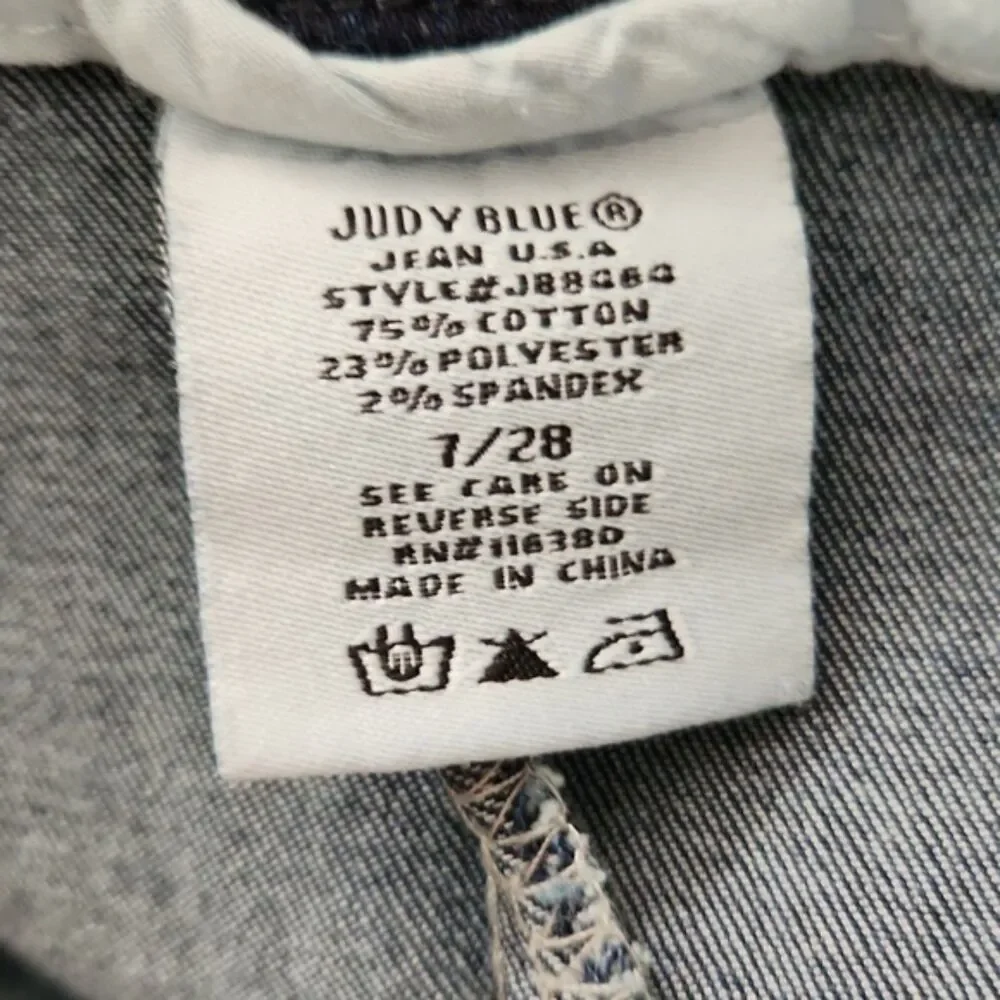 JUDY BLUE®
JEAN U.S.A
STYLE#JB8464
75% COTTON
23% POLYESTER
2% SPANDEX
7/28
SEE CARE ON
REVERSE SIDE
RN#116380
MADE IN CHINA